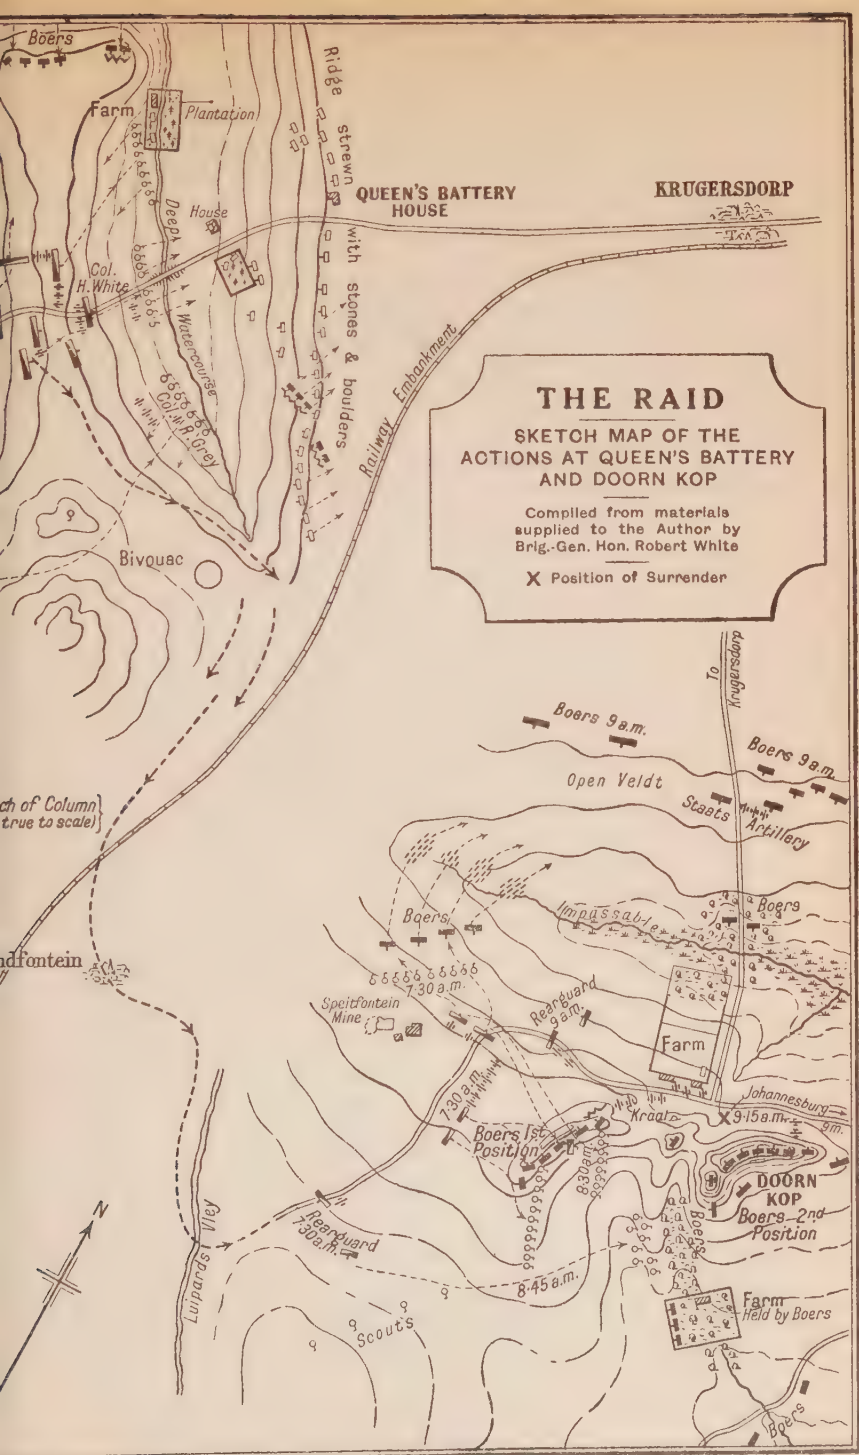 Boers
Farm
Plantation
Ridge strewn with stones & boulders
QUEEN'S BATTERY
HOUSE
KRUGERSDORP
House
Deep Watercourse
Col.
H. White
Col. R. Grey
Railway Embankment
THE RAID
SKETCH MAP OF THE
ACTIONS AT QUEEN'S BATTERY
AND DOORN KOP
Compiled from materials
supplied to the Author by
Brig.-Gen. Hon. Robert White
X Position of Surrender
Bivouac
To
Krugersdorp
Boers 9 a.m.
Boers 9 a.m.
Open Veldt
Staats Artillery
ch of Column}
true to scale)
Boers
Impassable
Boers
ndfontein
7·30 a.m.
Speitfontein
Mine
Rearguard
9 a.m.
Farm
7·30 a.m.
Johannesburg
9 m.
Kraal
X 9·15 a.m.
Boers 1st
Position
8·30 a.m.
DOORN
KOP
Boers 2nd
Position
Boers
Rearguard
7·30 a.m.
Luipards Vley
8·45 a.m.
N
Scouts
Farm
Held by Boers
Boers